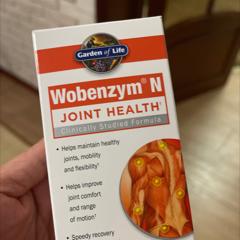 Garden of Life
Wobenzym® N
JOINT HEALTH†
Clinically Studied Formula
• Helps maintain healthy
joints, mobility
and flexibility†
• Helps improve
joint comfort
and range
of motion†
• Speedy recovery